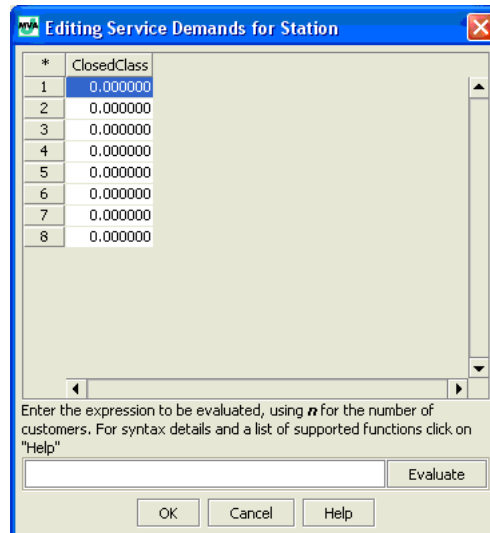 MVA Editing Service Demands for Station
* ClosedClass
1 0.000000
2 0.000000
3 0.000000
4 0.000000
5 0.000000
6 0.000000
7 0.000000
8 0.000000
Enter the expression to be evaluated, using n for the number of
customers. For syntax details and a list of supported functions click on
"Help"
Evaluate
OK Cancel Help